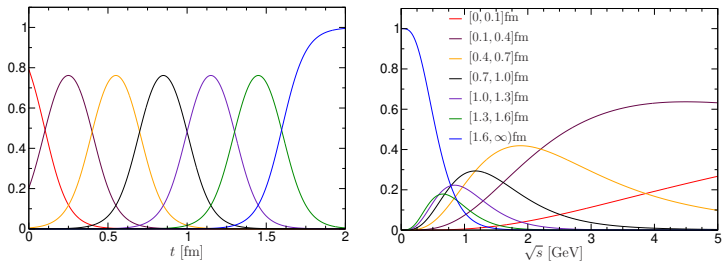 1
0.8
0.6
0.4
0.2
0
0 0.5 1 1.5 2
t [fm]
1
0.8
0.6
0.4
0.2
0
[0, 0.1]fm
[0.1, 0.4]fm
[0.4, 0.7]fm
[0.7, 1.0]fm
[1.0, 1.3]fm
[1.3, 1.6]fm
[1.6, ∞)fm
0 1 2 3 4 5
√s [GeV]